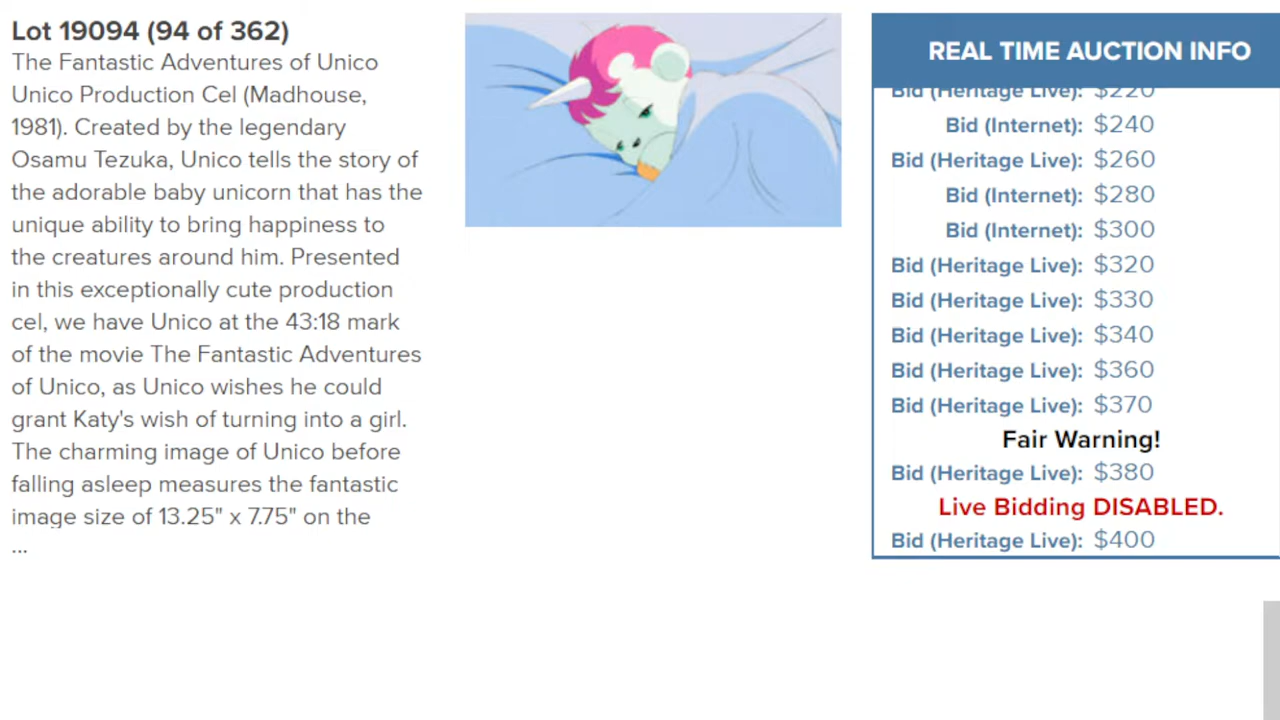 Lot 19094 (94 of 362)
The Fantastic Adventures of Unico
Unico Production Cel (Madhouse,
1981). Created by the legendary
Osamu Tezuka, Unico tells the story of
the adorable baby unicorn that has the
unique ability to bring happiness to
the creatures around him. Presented
in this exceptionally cute production
cel, we have Unico at the 43:18 mark
of the movie The Fantastic Adventures
of Unico, as Unico wishes he could
grant Katy's wish of turning into a girl.
The charming image of Unico before
falling asleep measures the fantastic
image size of 13.25" x 7.75" on the
...
REAL TIME AUCTION INFO
Bid (Heritage Live): $220
Bid (Internet): $240
Bid (Heritage Live): $260
Bid (Internet): $280
Bid (Internet): $300
Bid (Heritage Live): $320
Bid (Heritage Live): $330
Bid (Heritage Live): $340
Bid (Heritage Live): $360
Bid (Heritage Live): $370
Fair Warning!
Bid (Heritage Live): $380
Live Bidding DISABLED.
Bid (Heritage Live): $400